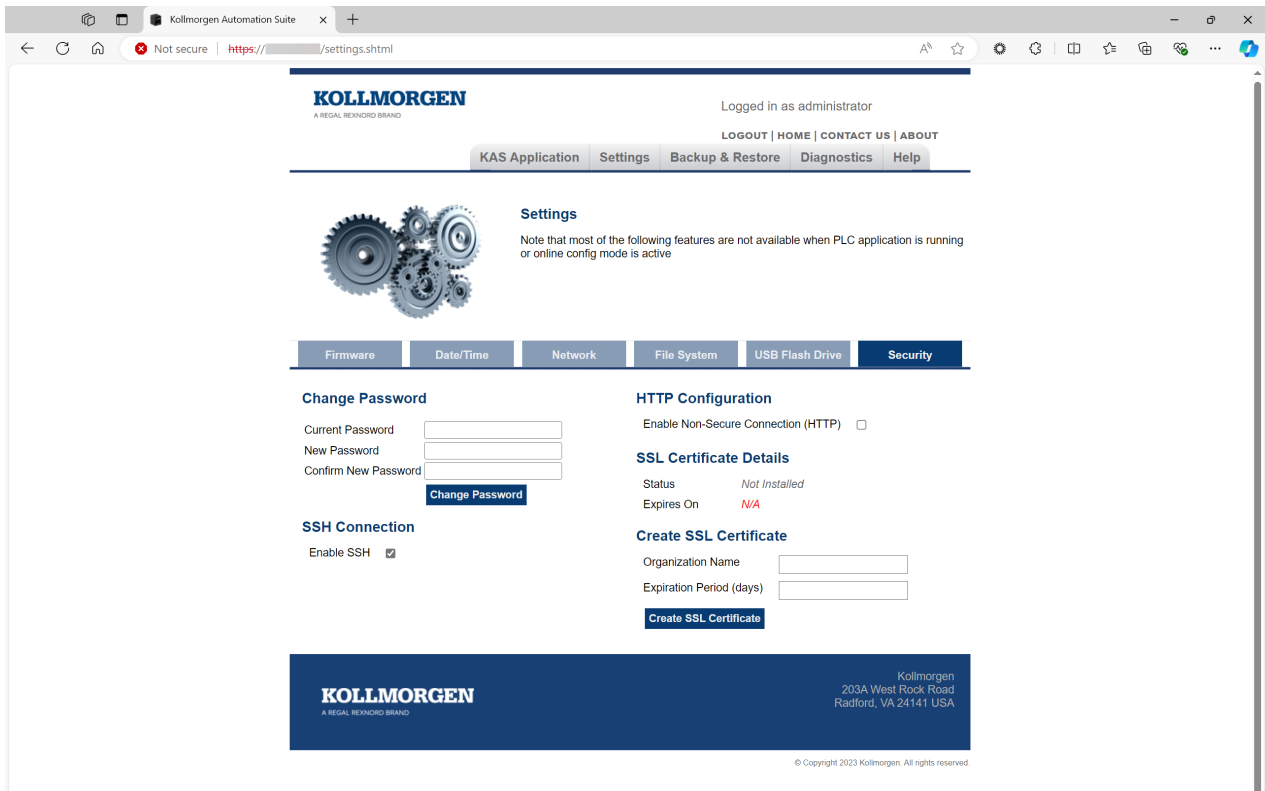 Kollmorgen Automation Suite
Not secure https:// /settings.shtml
KOLLMORGEN
A REGAL REXNORD BRAND
Logged in as administrator
LOGOUT | HOME | CONTACT US | ABOUT
KAS Application Settings Backup & Restore Diagnostics Help
Settings
Note that most of the following features are not available when PLC application is running
or online config mode is active
Firmware Date/Time Network File System USB Flash Drive Security
Change Password
Current Password
New Password
Confirm New Password
Change Password
SSH Connection
Enable SSH
HTTP Configuration
Enable Non-Secure Connection (HTTP)
SSL Certificate Details
Status Not Installed
Expires On N/A
Create SSL Certificate
Organization Name
Expiration Period (days)
Create SSL Certificate
KOLLMORGEN
A REGAL REXNORD BRAND
Kollmorgen
203A West Rock Road
Radford, VA 24141 USA
© Copyright 2023 Kollmorgen. All rights reserved.